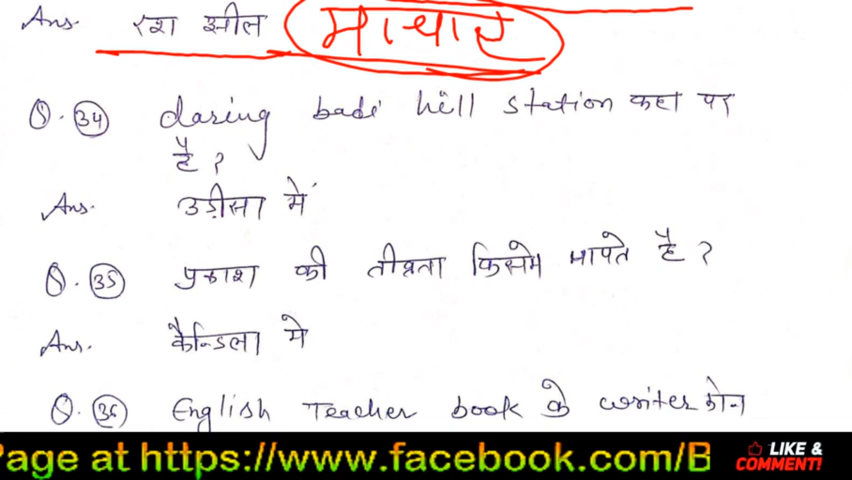 Ans. रश झील माचार
Q. 34 daring badi hill station कहा पर
है?
Ans. उड़ीसा में
Q. 35 प्रकाश की तीव्रता किसमे मापते है?
Ans. कैन्डिला मे
Q. 36 English Teacher book के writer कोन
Page at https://www.facebook.com/B
LIKE &
COMMENT!